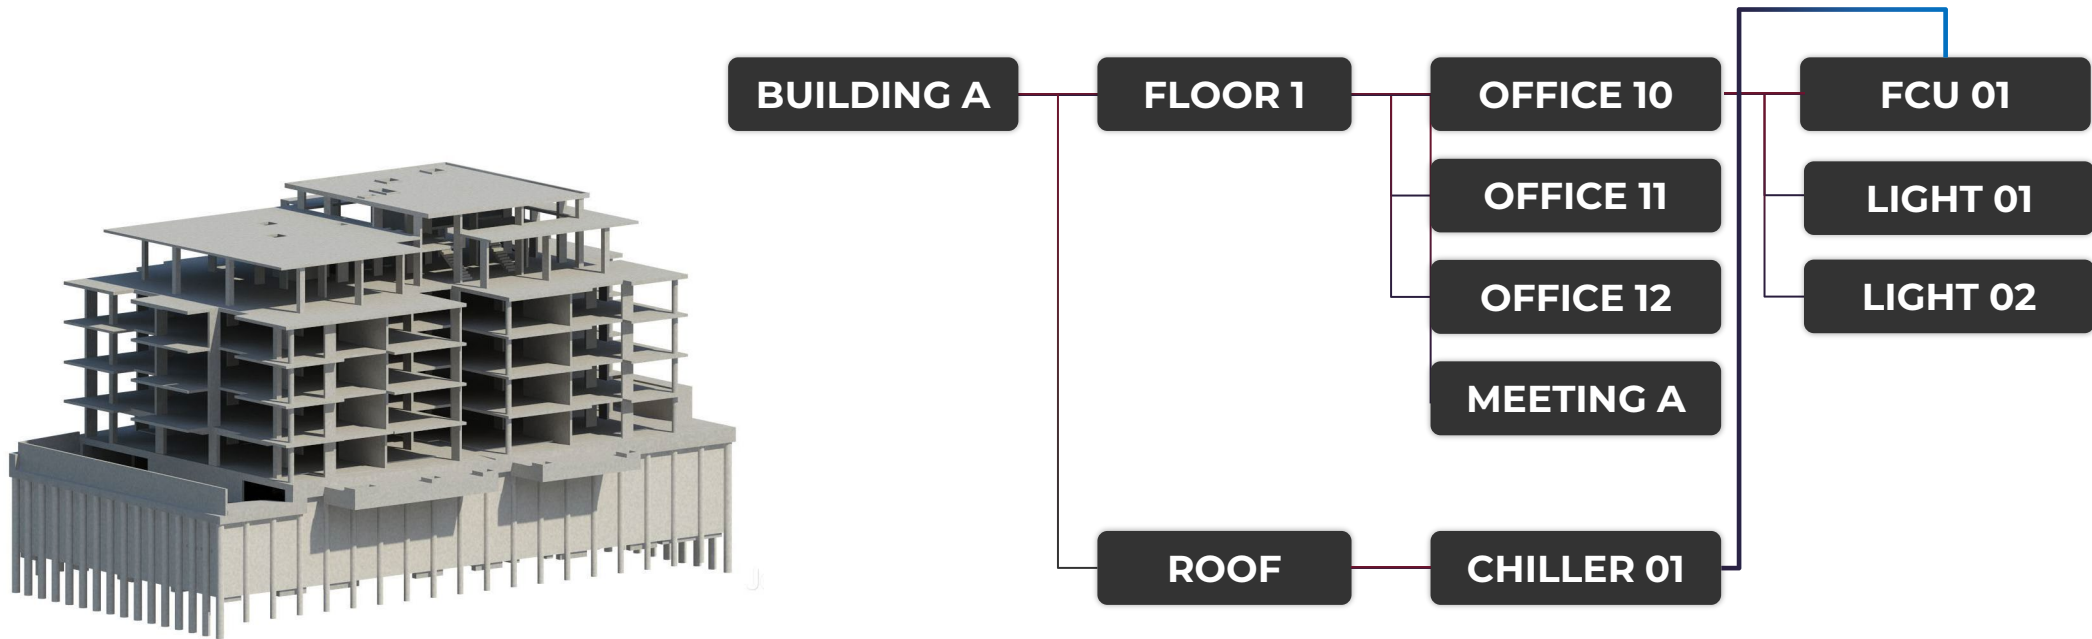 BUILDING A
FLOOR 1
OFFICE 10
FCU 01
OFFICE 11
LIGHT 01
OFFICE 12
LIGHT 02
MEETING A
ROOF
CHILLER 01